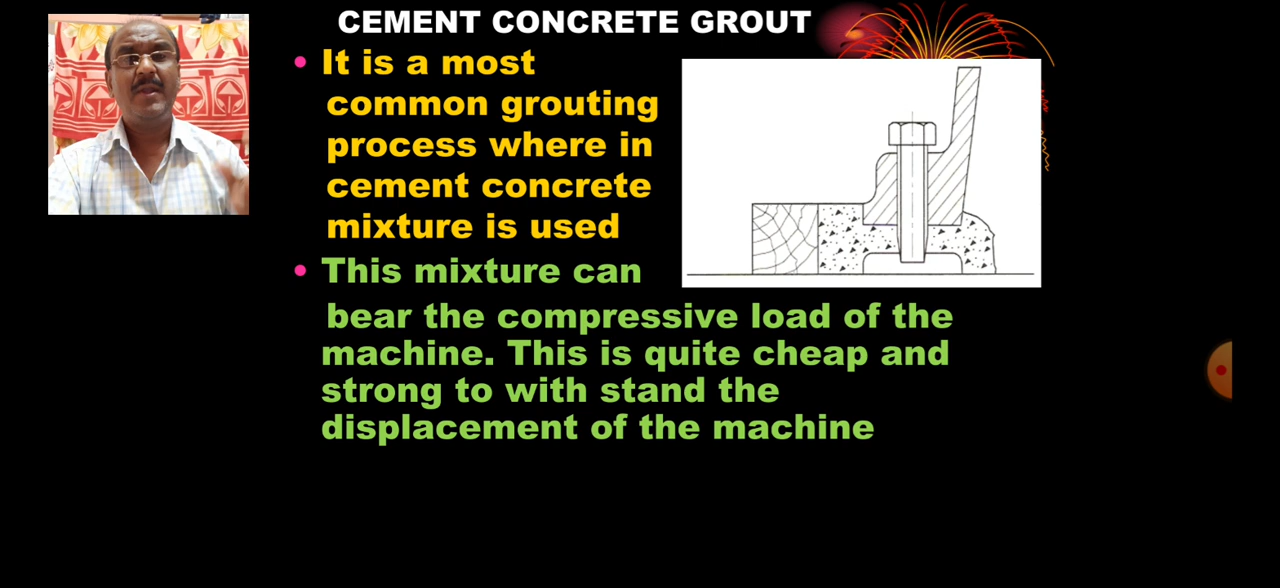 CEMENT CONCRETE GROUT
• It is a most
common grouting
process where in
cement concrete
mixture is used
• This mixture can
bear the compressive load of the
machine. This is quite cheap and
strong to with stand the
displacement of the machine